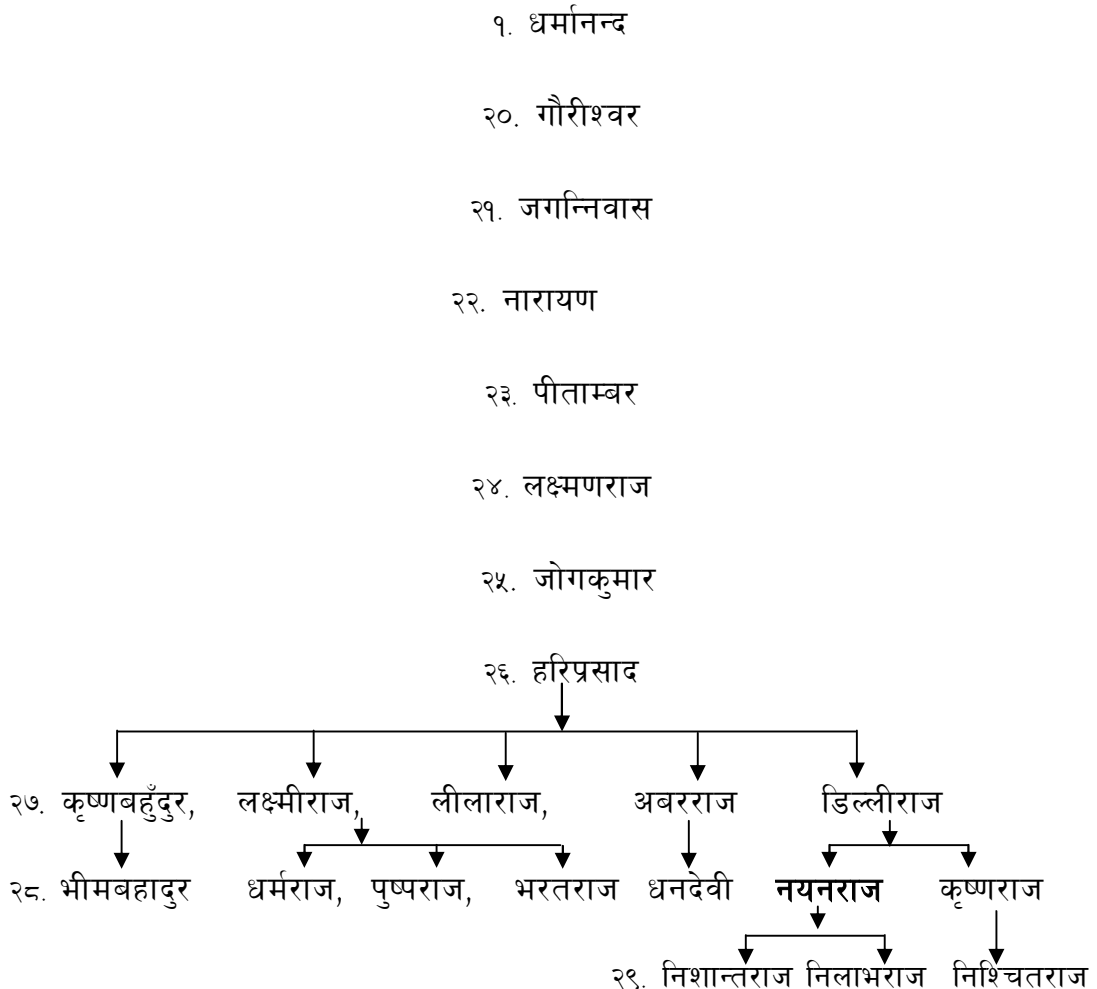 १. धर्मानन्द
२०. गौरीश्वर
२१. जगन्निवास
२२. नारायण
२३. पीताम्बर
२४. लक्ष्मणराज
२५. जोगकुमार
२६. हरिप्रसाद
२७. कृष्णबहुँदुर, लक्ष्मीराज, लीलाराज, अबरराज डिल्लीराज
२८. भीमबहादुर धर्मराज, पुष्पराज, भरतराज धनदेवी नयनराज कृष्णराज
२९. निशान्तराज निलाभराज निश्चितराज